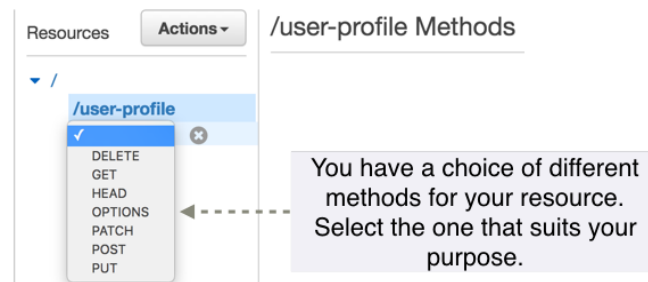 Resources
Actions
/user-profile Methods
/
/user-profile
DELETE
GET
HEAD
OPTIONS
PATCH
POST
PUT
You have a choice of different
methods for your resource.
Select the one that suits your
purpose.